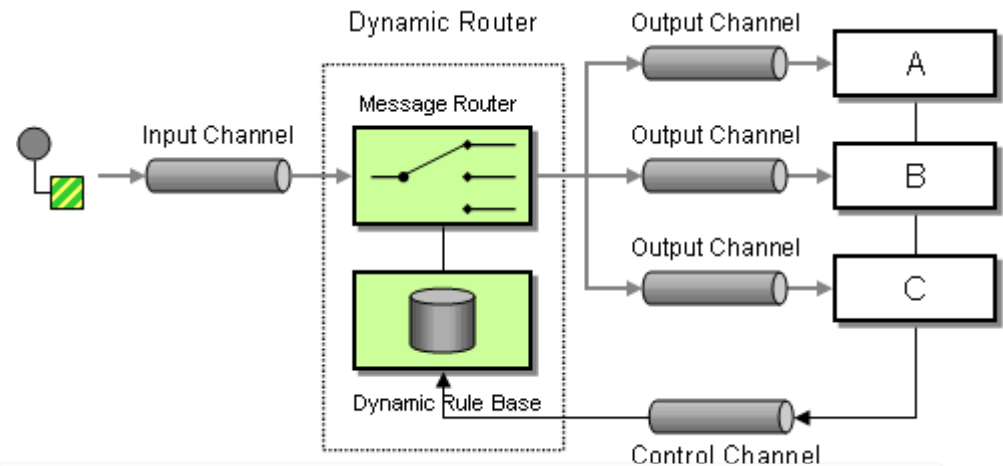 Dynamic Router
Output Channel
A
Message Router
Input Channel
Output Channel
B
Output Channel
C
Dynamic Rule Base
Control Channel